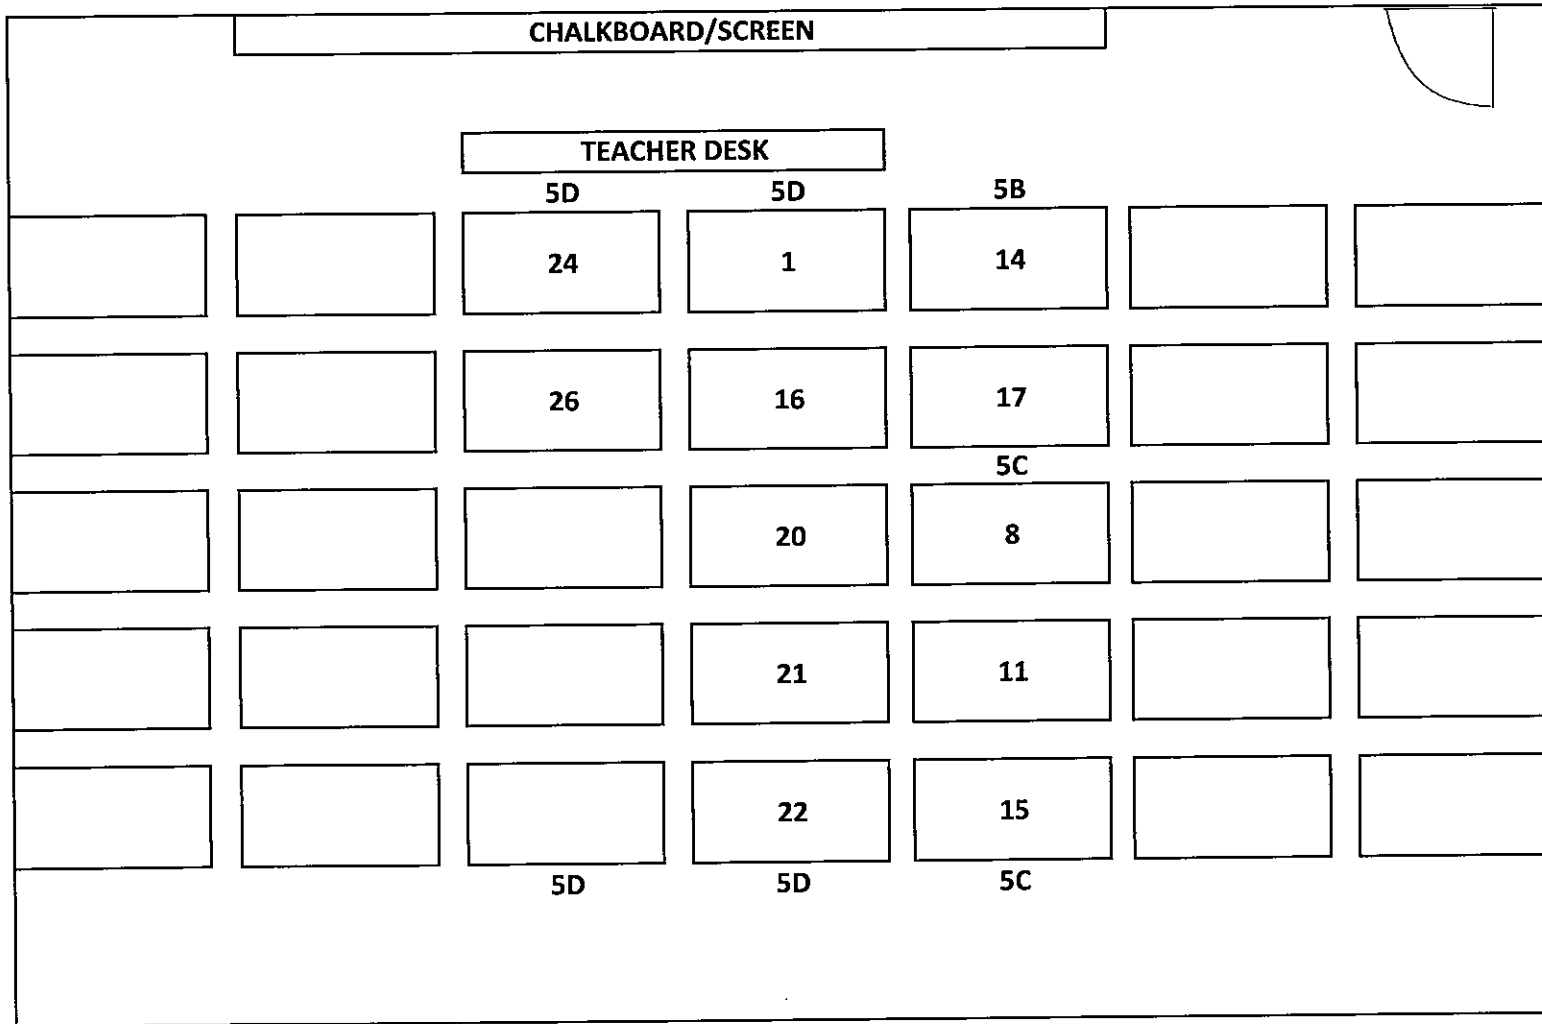 CHALKBOARD/SCREEN
TEACHER DESK
5D 5D 5B
24 1 14
26 16 17
5C
20 8
21 11
22 15
5D 5D 5C